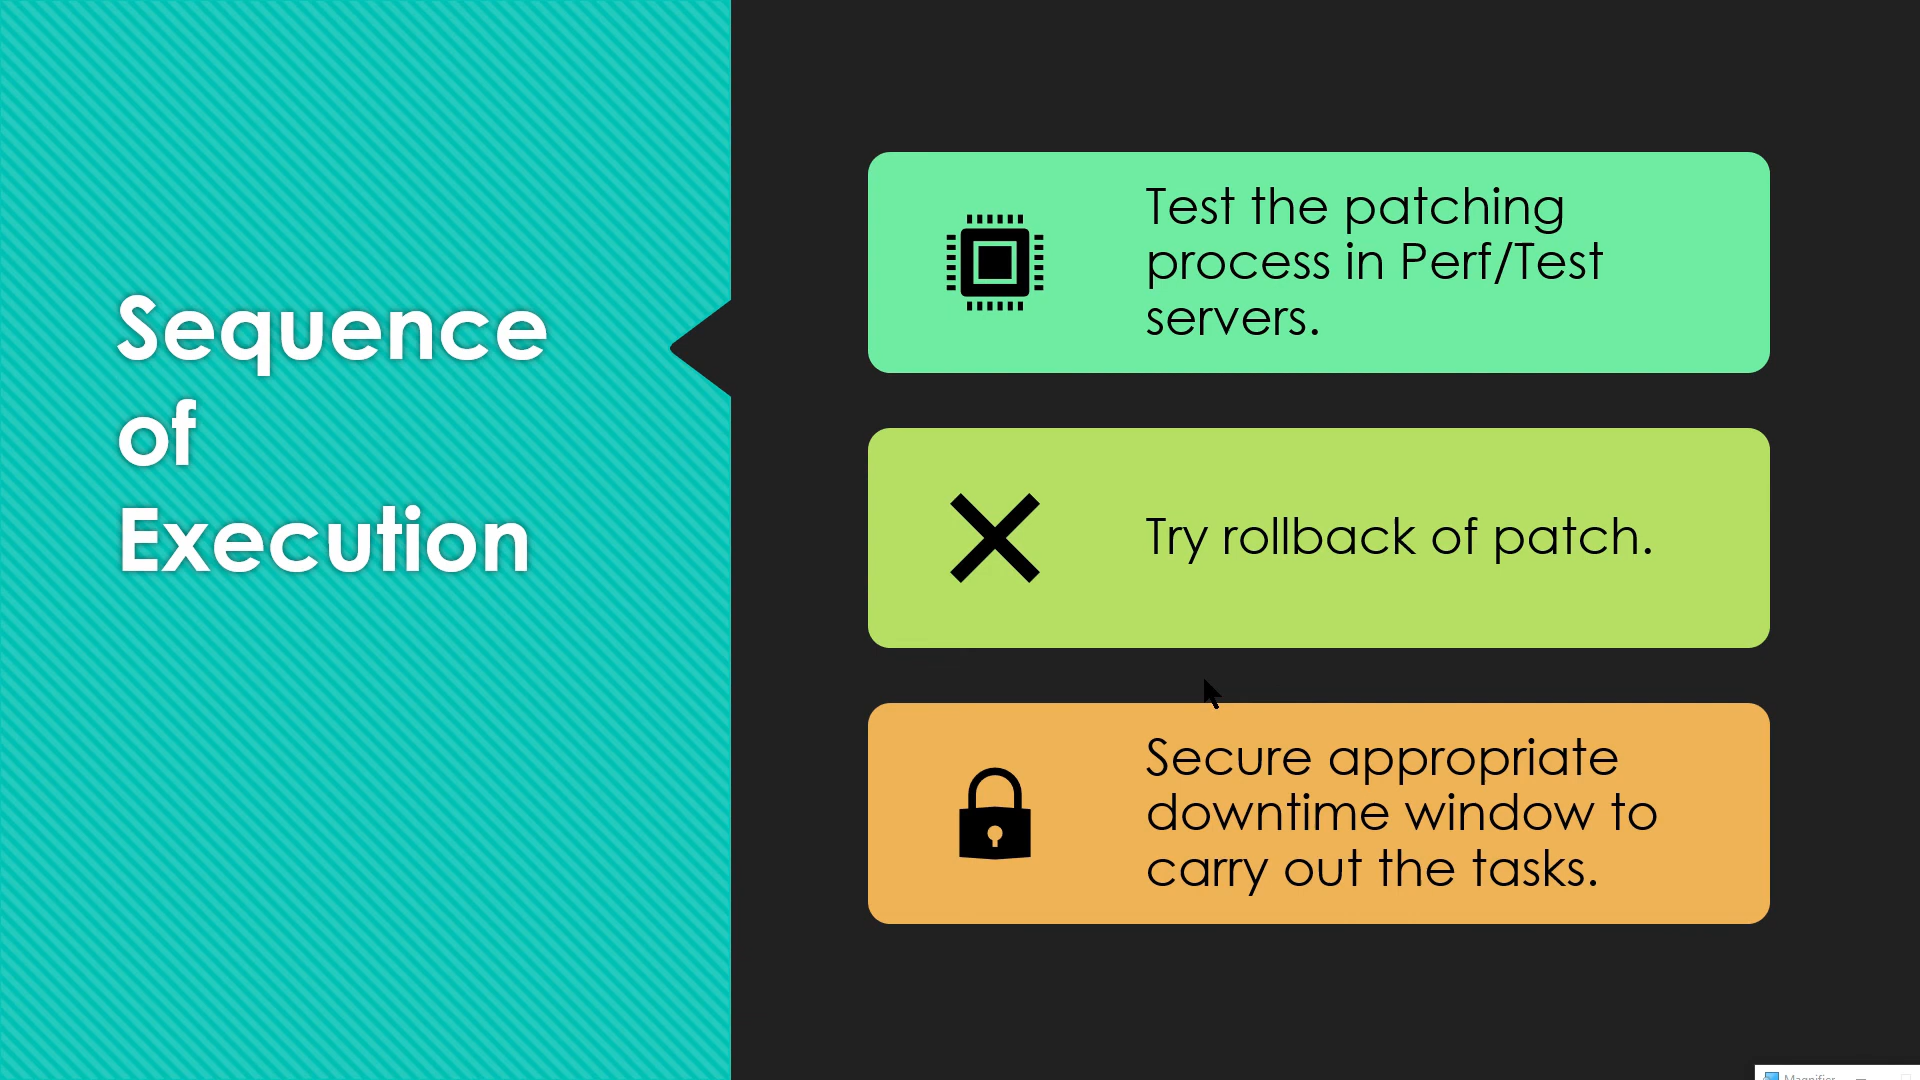 Sequence
of
Execution
Test the patching
process in Perf/Test
servers.
Try rollback of patch.
Secure appropriate
downtime window to
carry out the tasks.
Magnifier